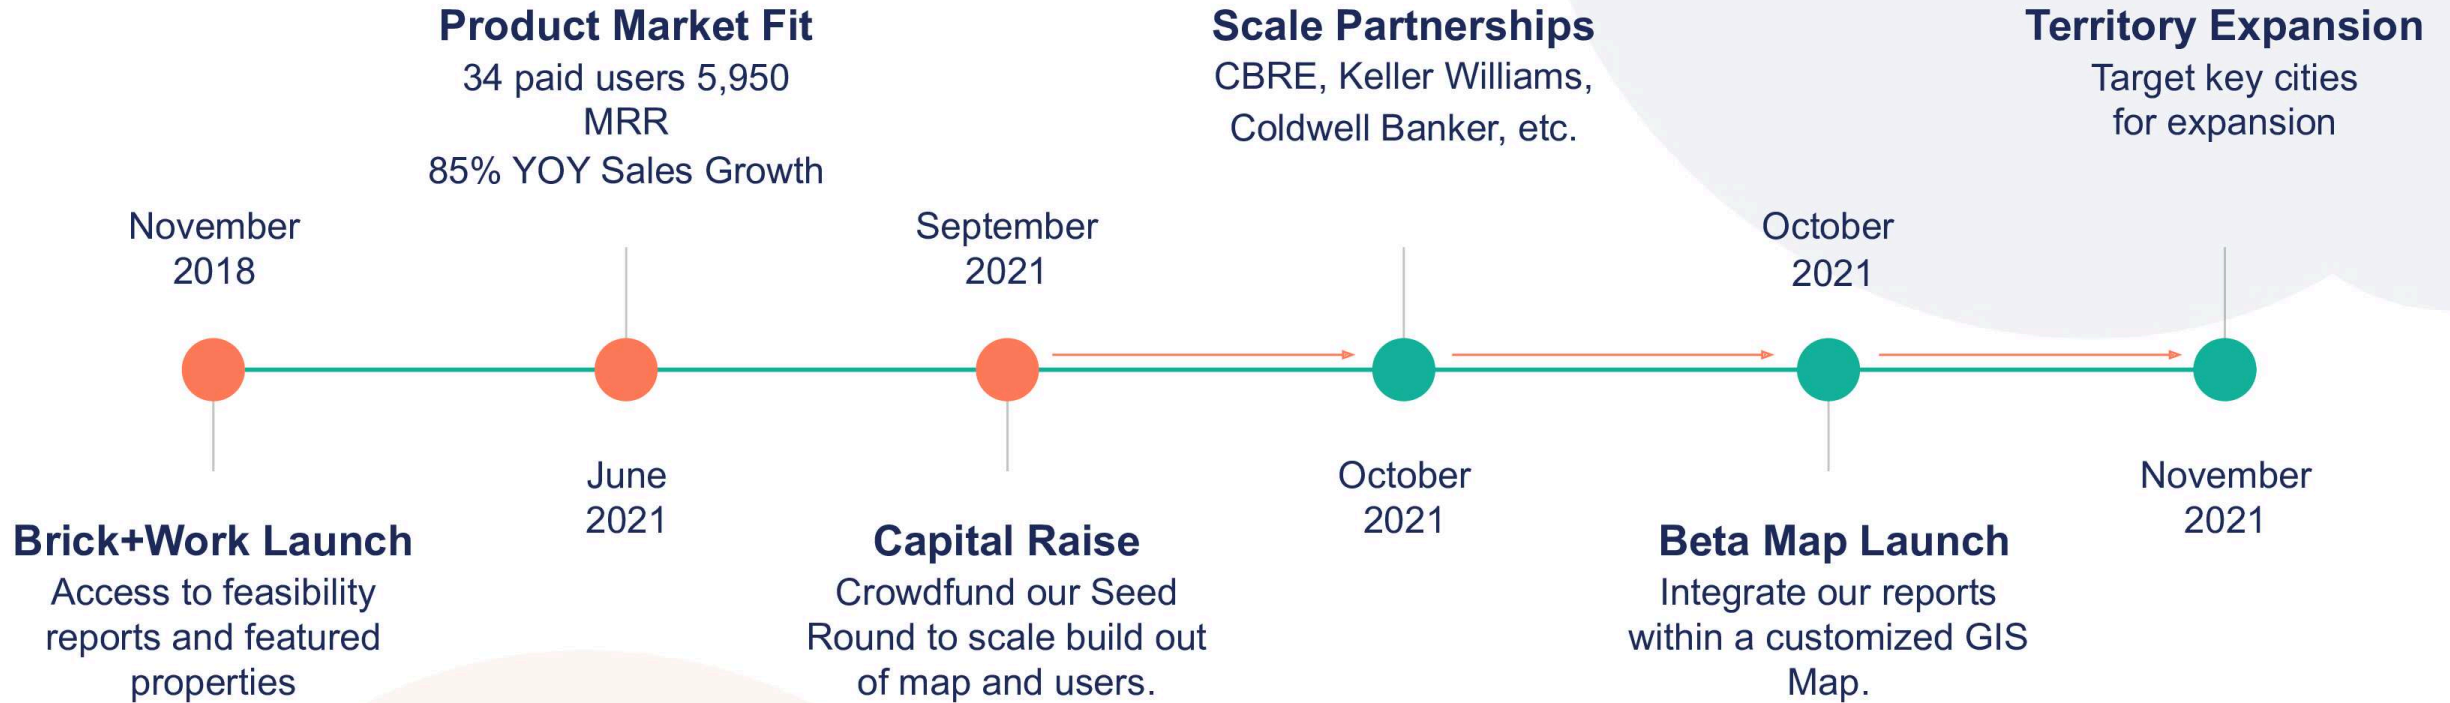 Product Market Fit
34 paid users 5,950
MRR
85% YOY Sales Growth
Scale Partnerships
CBRE, Keller Williams,
Coldwell Banker, etc.
Territory Expansion
Target key cities
for expansion
November
2018
September
2021
October
2021
June
2021
October
2021
November
2021
Brick+Work Launch
Access to feasibility
reports and featured
properties
Capital Raise
Crowdfund our Seed
Round to scale build out
of map and users.
Beta Map Launch
Integrate our reports
within a customized GIS
Map.